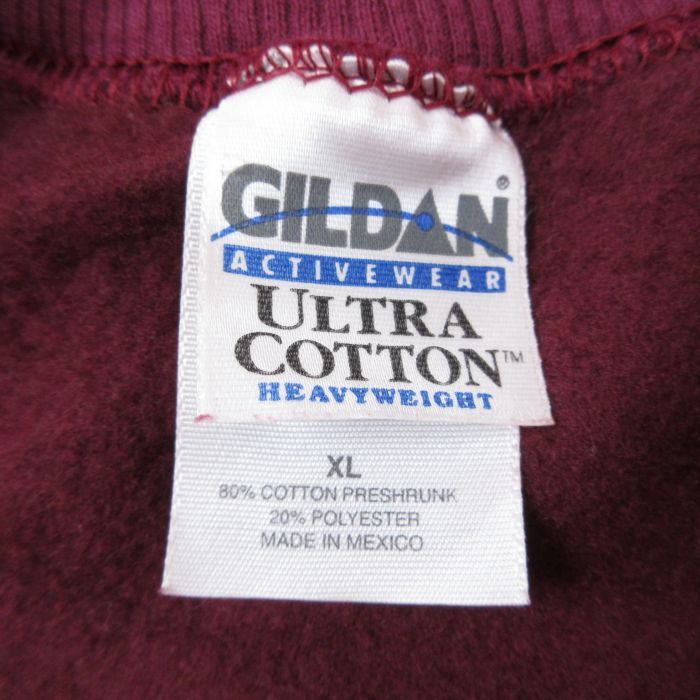 GILDAN®
ACTIVEWEAR
ULTRA
COTTON™
HEAVYWEIGHT
XL
80% COTTON PRESHRUNK
20% POLYESTER
MADE IN MEXICO